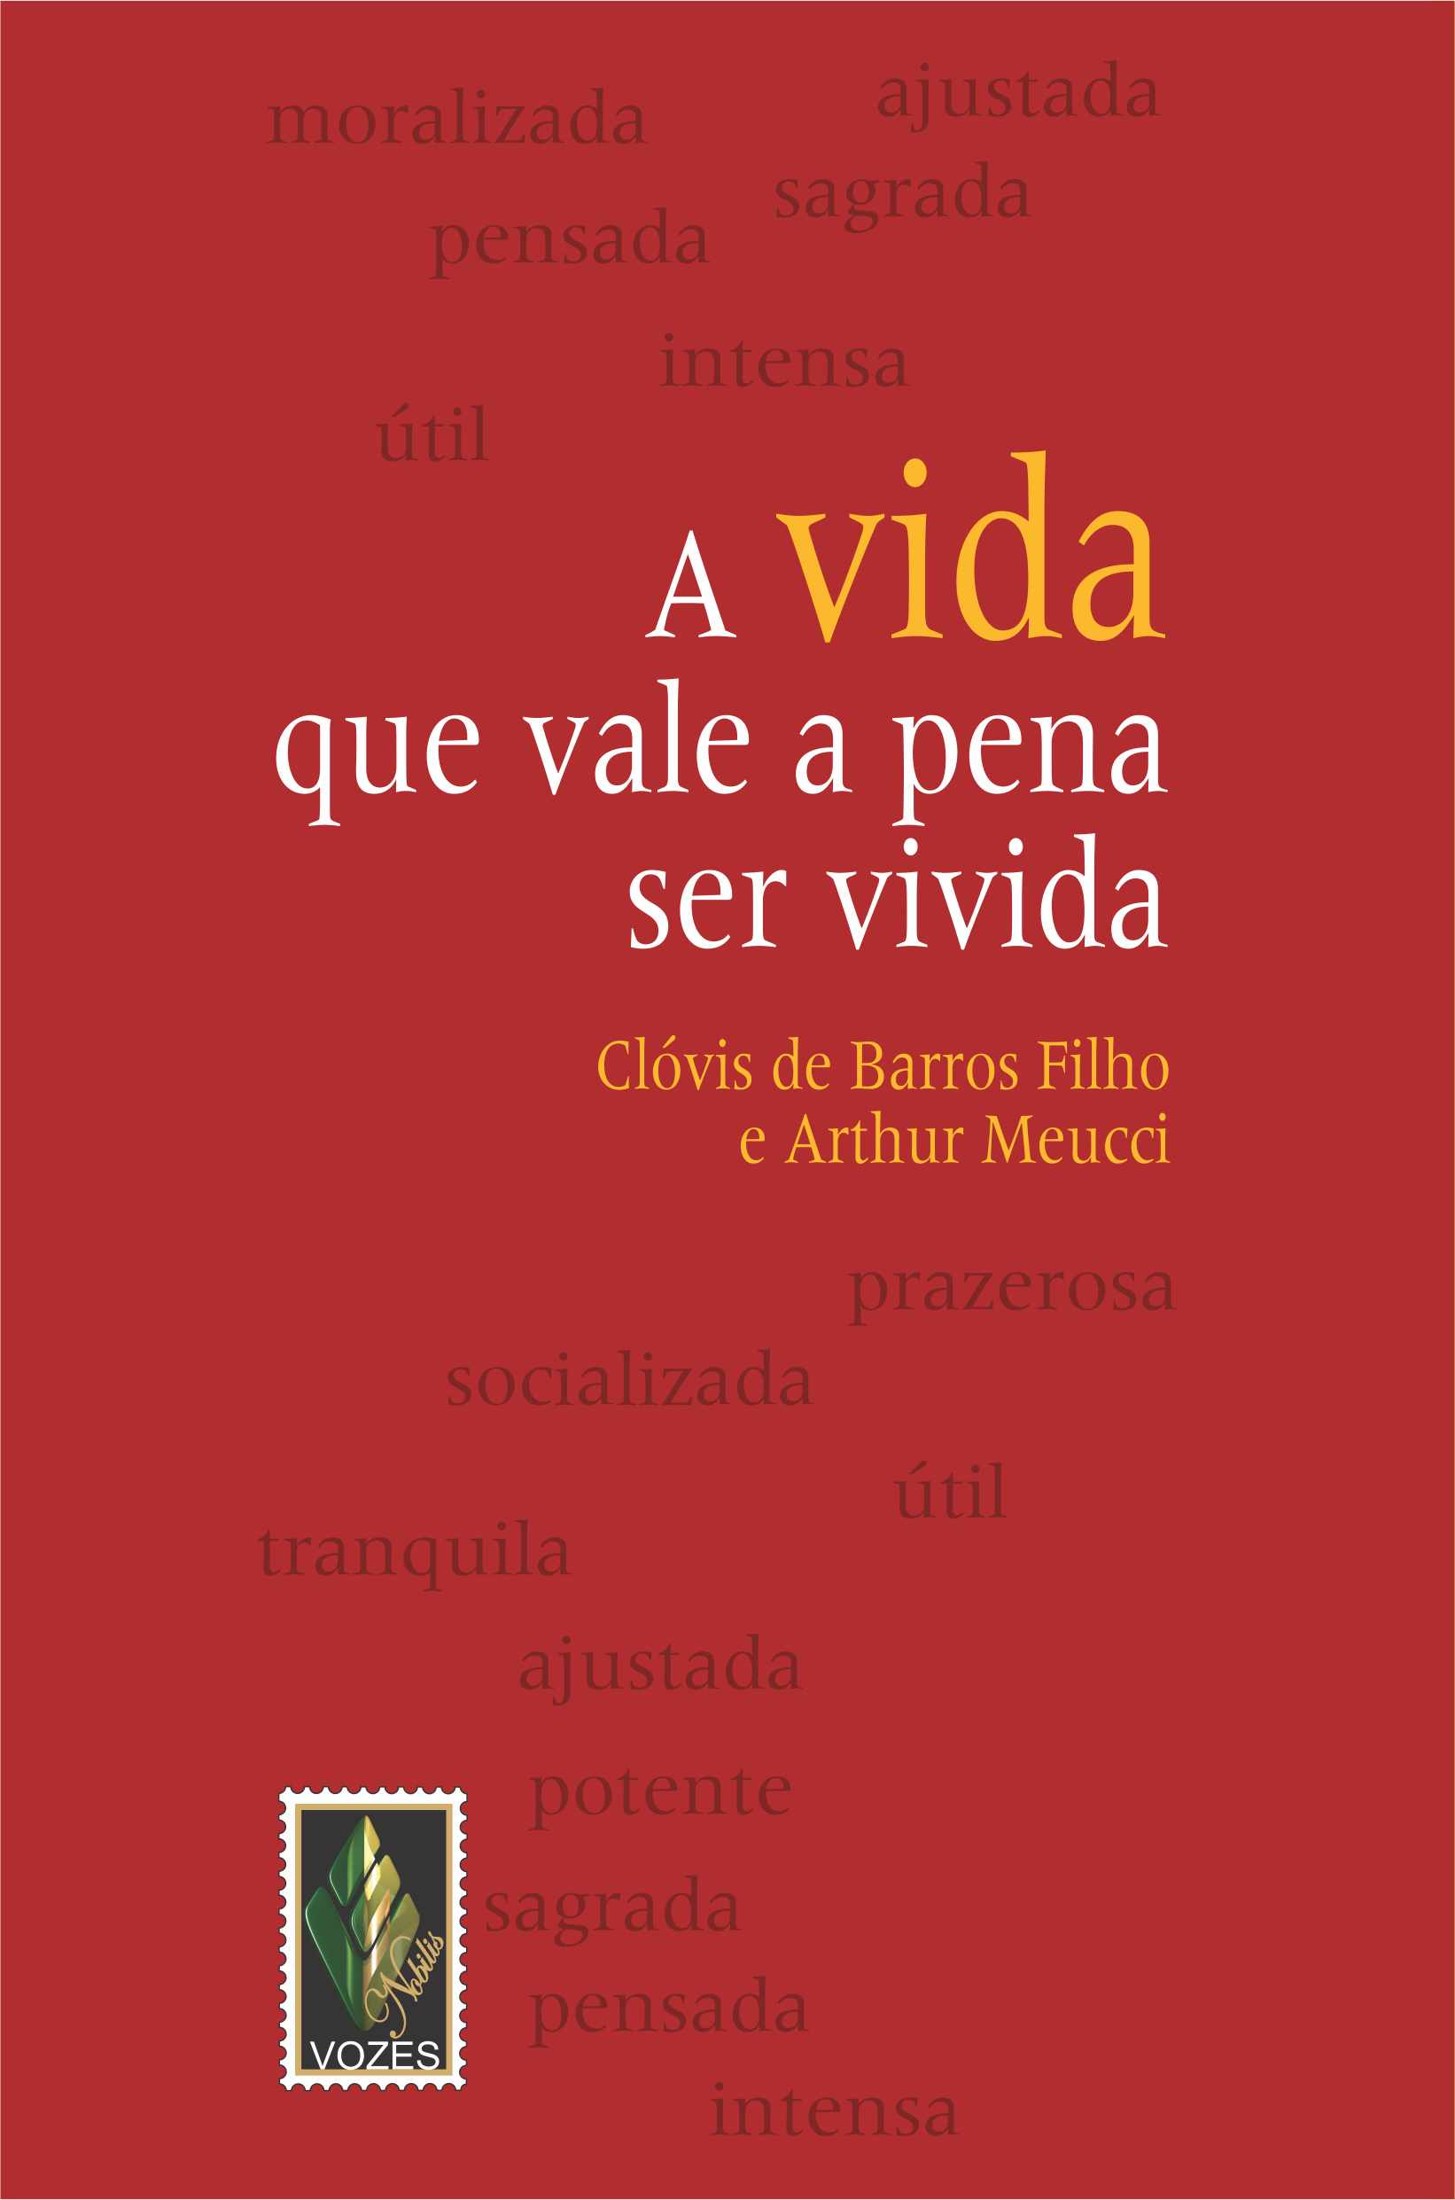 ajustada
moralizada
sagrada
pensada
intensa
útil
A vida
que vale a pena
ser vivida
Clóvis de Barros Filho
e Arthur Meucci
prazerosa
socializada
útil
tranquila
ajustada
potente
sagrada
Nobilis
pensada
VOZES
intensa